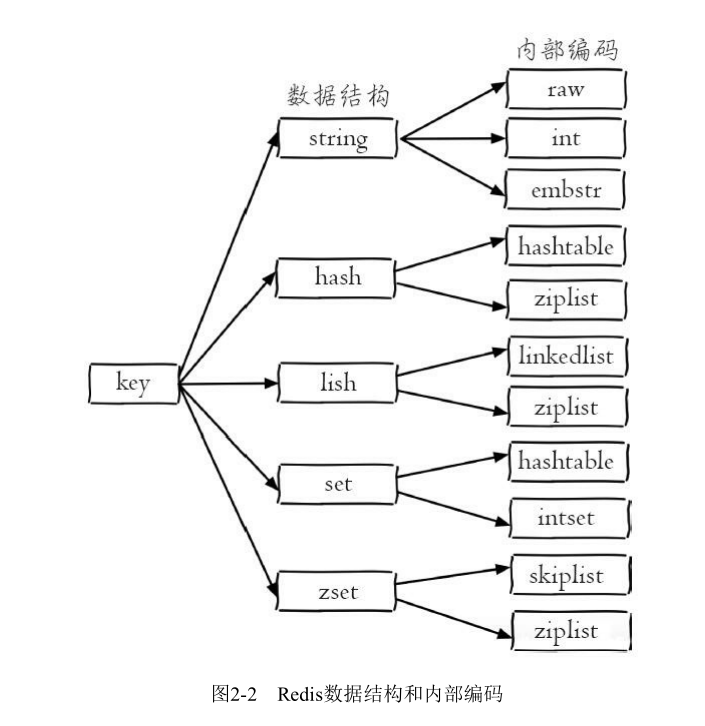 内部编码
数据结构
raw
string
int
embstr
hashtable
hash
ziplist
linkedlist
key
lish
ziplist
hashtable
set
intset
skiplist
zset
ziplist
图2-2 Redis数据结构和内部编码